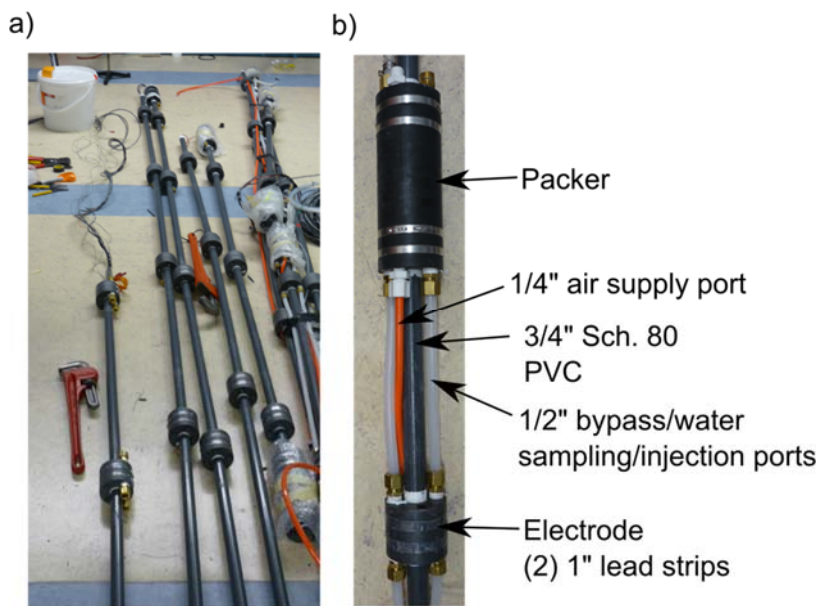 a)
b)
Packer
1/4" air supply port
3/4" Sch. 80
PVC
1/2" bypass/water
sampling/injection ports
Electrode
(2) 1" lead strips